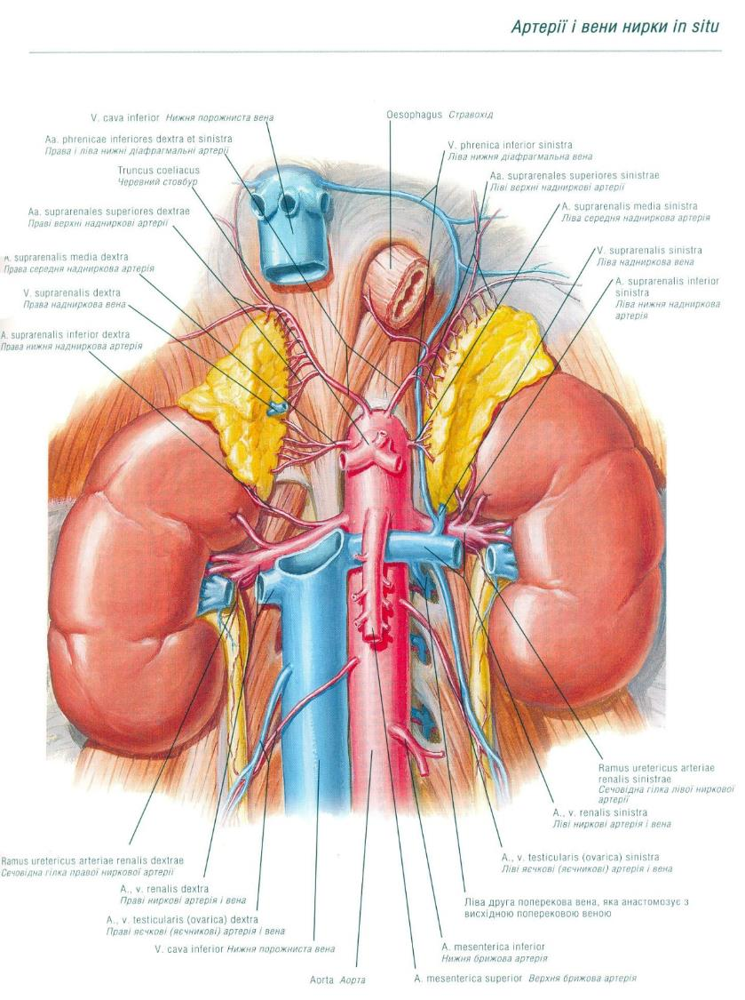 Артерії і вени нирки in situ
V. cava inferior Нижня порожниста вена
Aa. phrenicae inferiores dextra et sinistra
Права і ліва нижні діафрагмальні артерії
Truncus coeliacus
Черевний стовбур
Aa. suprarenales superiores dextrae
Праві верхні надниркові артерії
A. suprarenalis media dextra
Права середня надниркова артерія
V. suprarenalis dextra
Права надниркова вена
A. suprarenalis inferior dextra
Права нижня надниркова артерія
Oesophagus Стравохід
V. phrenica inferior sinistra
Ліва нижня діафрагмальна вена
Aa. suprarenales superiores sinistrae
Ліві верхні надниркові артерії
A. suprarenalis media sinistra
Ліва середня надниркова артерія
V. suprarenalis sinistra
Ліва надниркова вена
A. suprarenalis inferior
sinistra
Ліва нижня надниркова
артерія
Ramus uretericus arteriae
renalis sinistrae
Сечовідна гілка лівої ниркової
артерії
A., v. renalis sinistra
Ліві ниркові артерія і вена
A., v. testicularis (ovarica) sinistra
Ліві яєчкові (яєчникові) артерія і вена
Ліва друга поперекова вена, яка анастомозує з
висхідною поперековою веною
A. mesenterica inferior
Нижня брижова артерія
A. mesenterica superior Верхня брижова артерія
Ramus uretericus arteriae renalis dextrae
Сечовідна гілка правої ниркової артерії
A., v. renalis dextra
Праві ниркові артерія і вена
A., v. testicularis (ovarica) dextra
Праві яєчкові (яєчникові) артерія і вена
V. cava inferior Нижня порожниста вена
Aorta Аорта